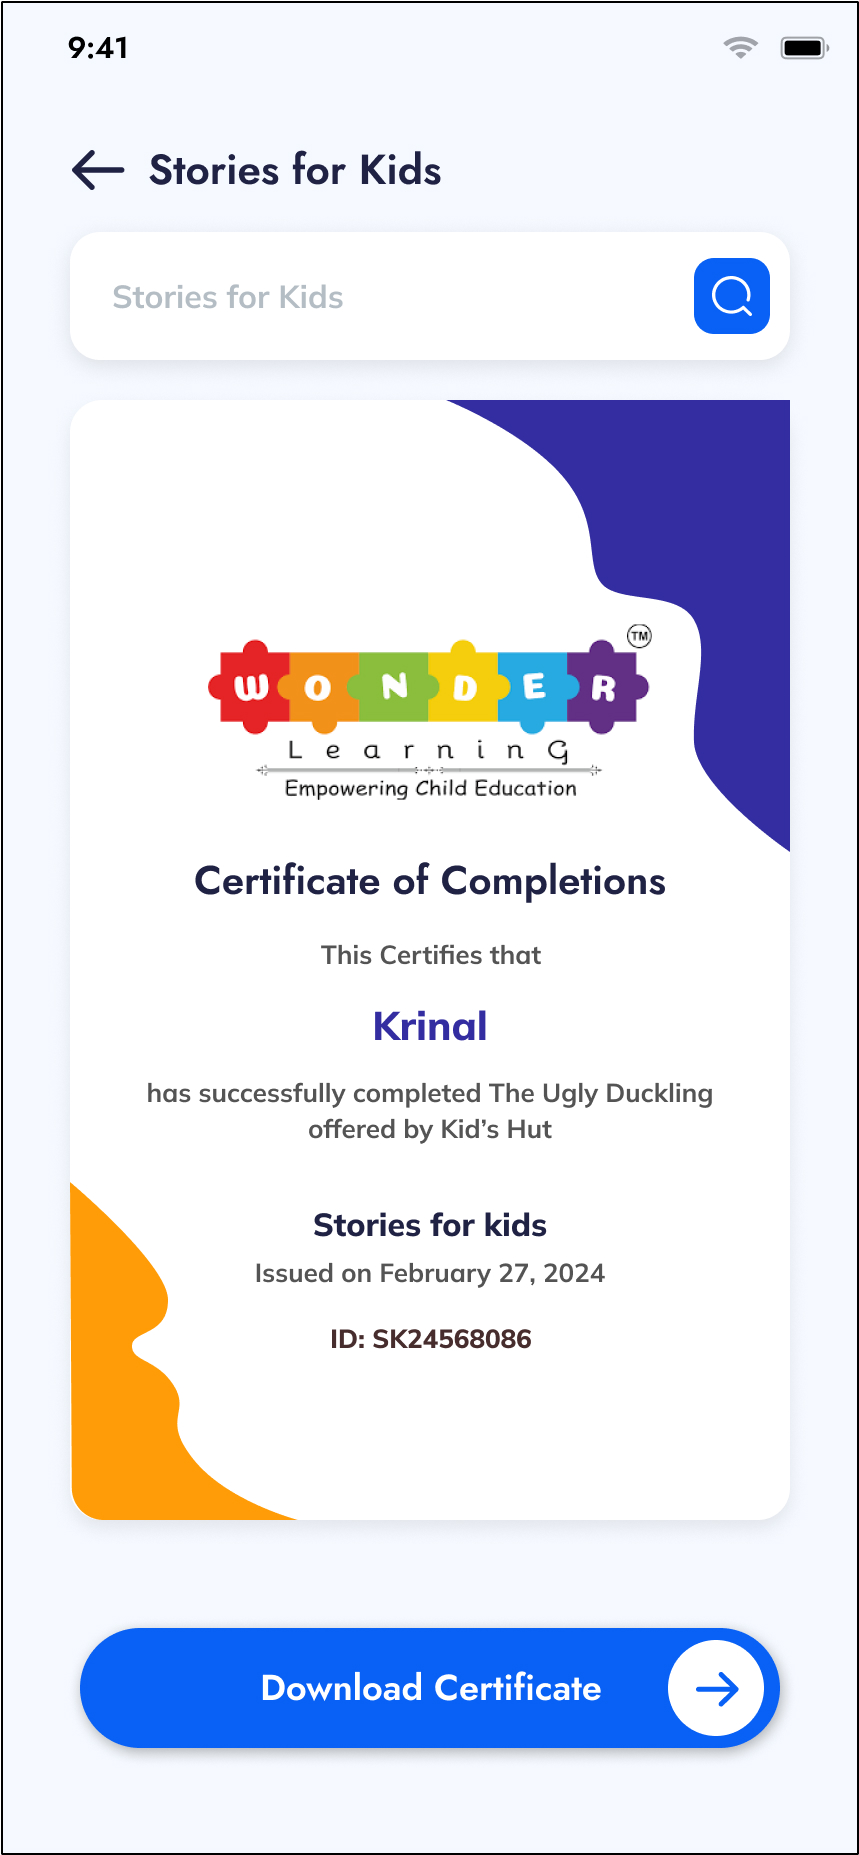 9:41
Stories for Kids
Stories for Kids
TM
WONDER
LearninG
Empowering Child Education
Certificate of Completions
This Certifies that
Krinal
has successfully completed The Ugly Duckling
offered by Kid’s Hut
Stories for kids
Issued on February 27, 2024
ID: SK24568086
Download Certificate